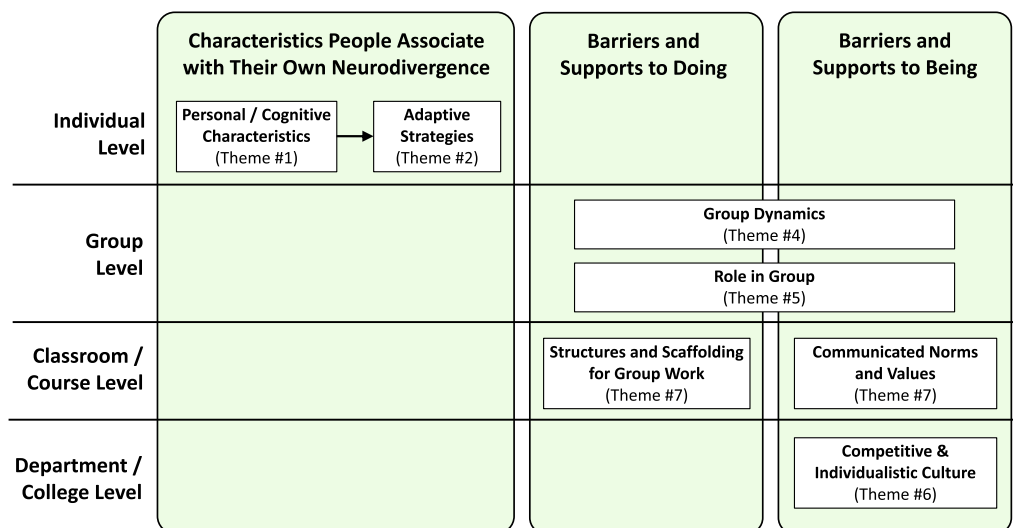 Characteristics People Associate
with Their Own Neurodivergence
Barriers and
Supports to Doing
Barriers and
Supports to Being
Individual
Level
Personal / Cognitive
Characteristics
(Theme #1)
Adaptive
Strategies
(Theme #2)
Group
Level
Group Dynamics
(Theme #4)
Role in Group
(Theme #5)
Classroom /
Course Level
Structures and Scaffolding
for Group Work
(Theme #7)
Communicated Norms
and Values
(Theme #7)
Department /
College Level
Competitive &
Individualistic Culture
(Theme #6)